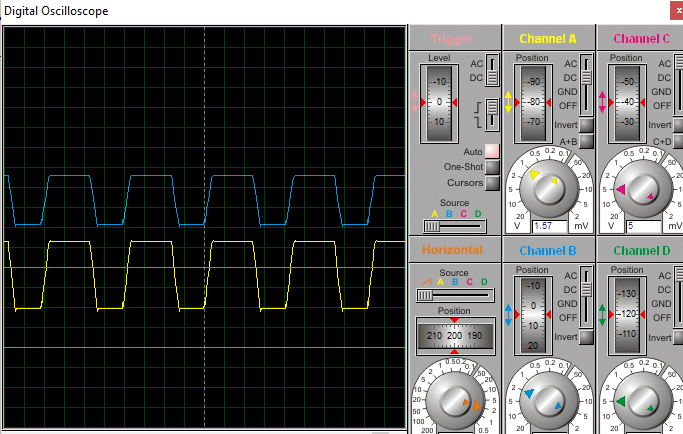 Digital Oscilloscope
x
Trigger
Level
-10
0
10
AC
DC
Auto
One-Shot
Cursors
Source
A B C D
Channel A
Position
-90
-80
-70
AC
DC
GND
OFF
Invert
A+B
0.5 0.2 0.1
1
2
5
10
20
50
20
10
5
2
V 1.57 mV
Channel C
Position
-50
-40
-30
AC
DC
GND
OFF
Invert
C+D
0.5 0.2 0.1
1
2
5
10
20
50
20
10
5
2
V 5 mV
Horizontal
Source
A B C D
Position
210 200 190
0.5 0.2 0.1
1
2
5
10
20
50
100
200
Channel B
Position
-10
0
10
20
AC
DC
GND
OFF
Invert
0.5 0.2 0.1
1
2
5
10
20
50
20
10
Channel D
Position
-130
-120
-110
AC
DC
GND
OFF
Invert
0.5 0.2 0.1
1
2
5
10
20
50
20
10